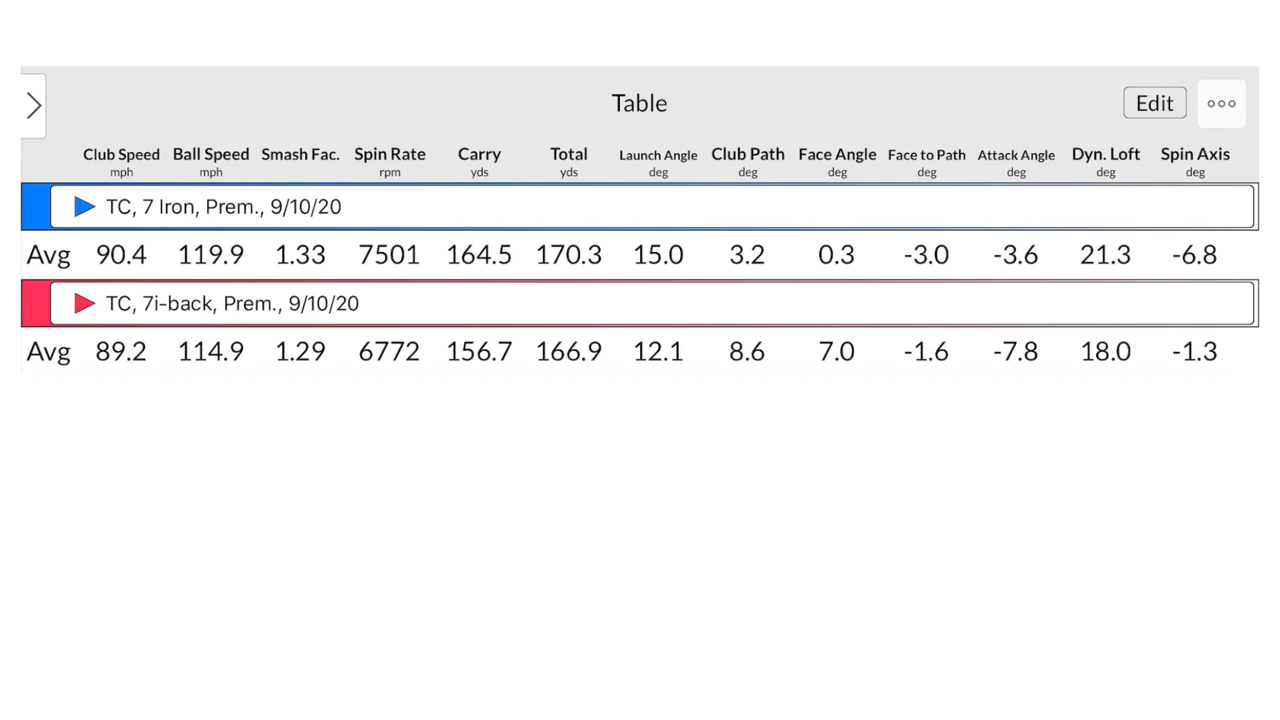 Table
Edit
Club Speed Ball Speed Smash Fac. Spin Rate Carry Total Launch Angle Club Path Face Angle Face to Path Attack Angle Dyn. Loft Spin Axis
mph mph rpm yds yds deg deg deg deg deg deg deg
TC, 7 Iron, Prem., 9/10/20
Avg 90.4 119.9 1.33 7501 164.5 170.3 15.0 3.2 0.3 -3.0 -3.6 21.3 -6.8
TC, 7i-back, Prem., 9/10/20
Avg 89.2 114.9 1.29 6772 156.7 166.9 12.1 8.6 7.0 -1.6 -7.8 18.0 -1.3